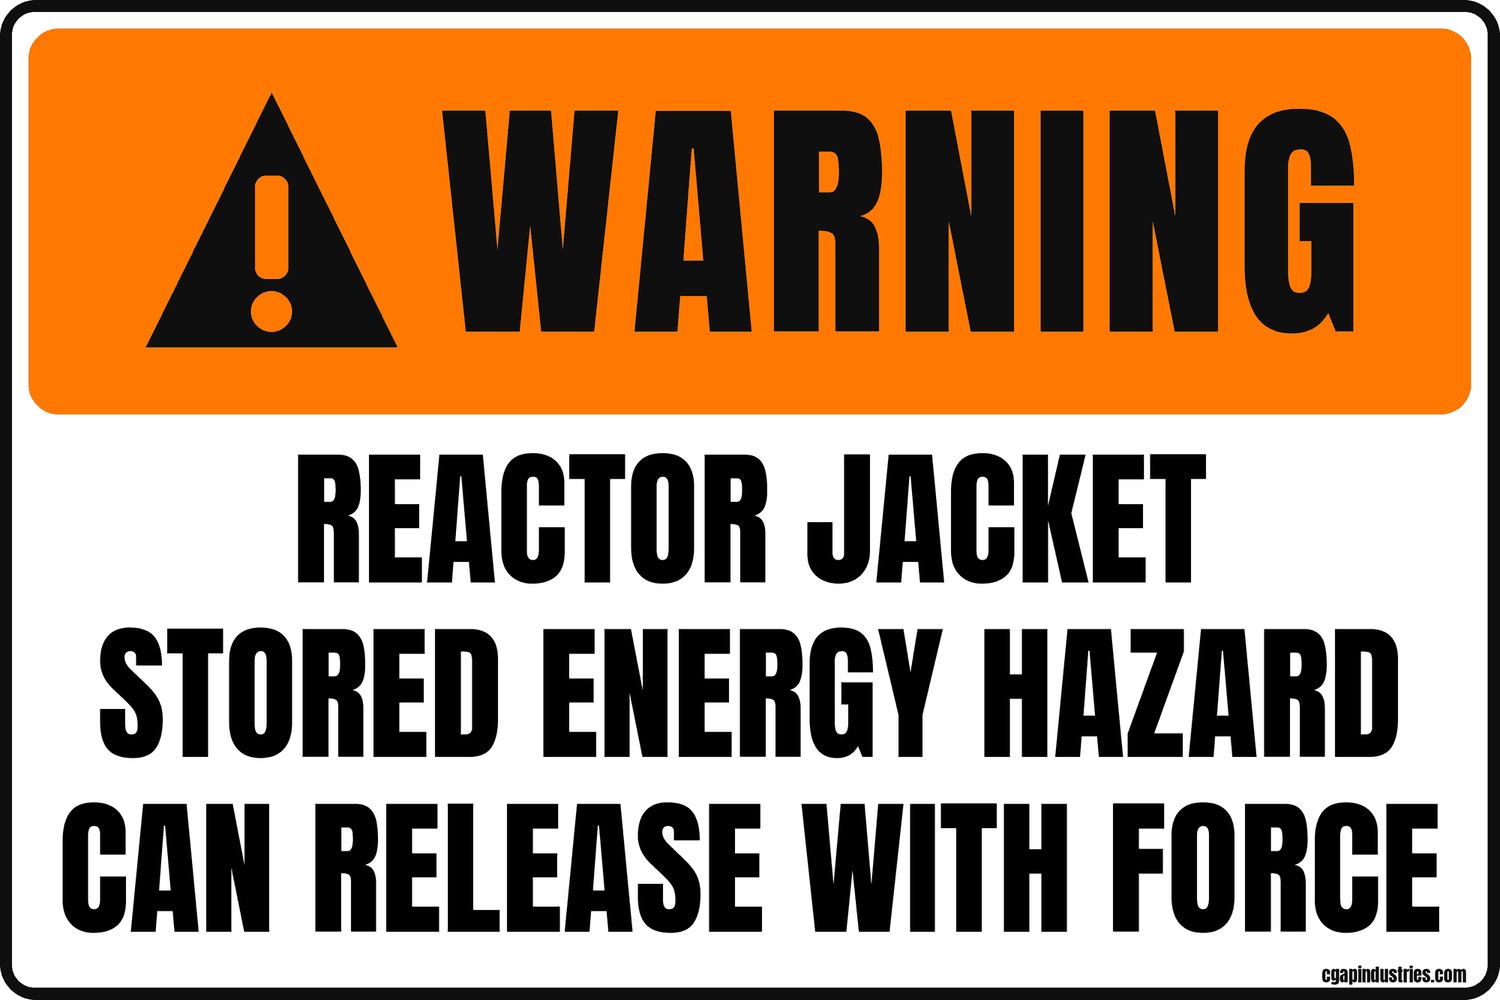 WARNING
REACTOR JACKET
STORED ENERGY HAZARD
CAN RELEASE WITH FORCE
cgapindustries.com